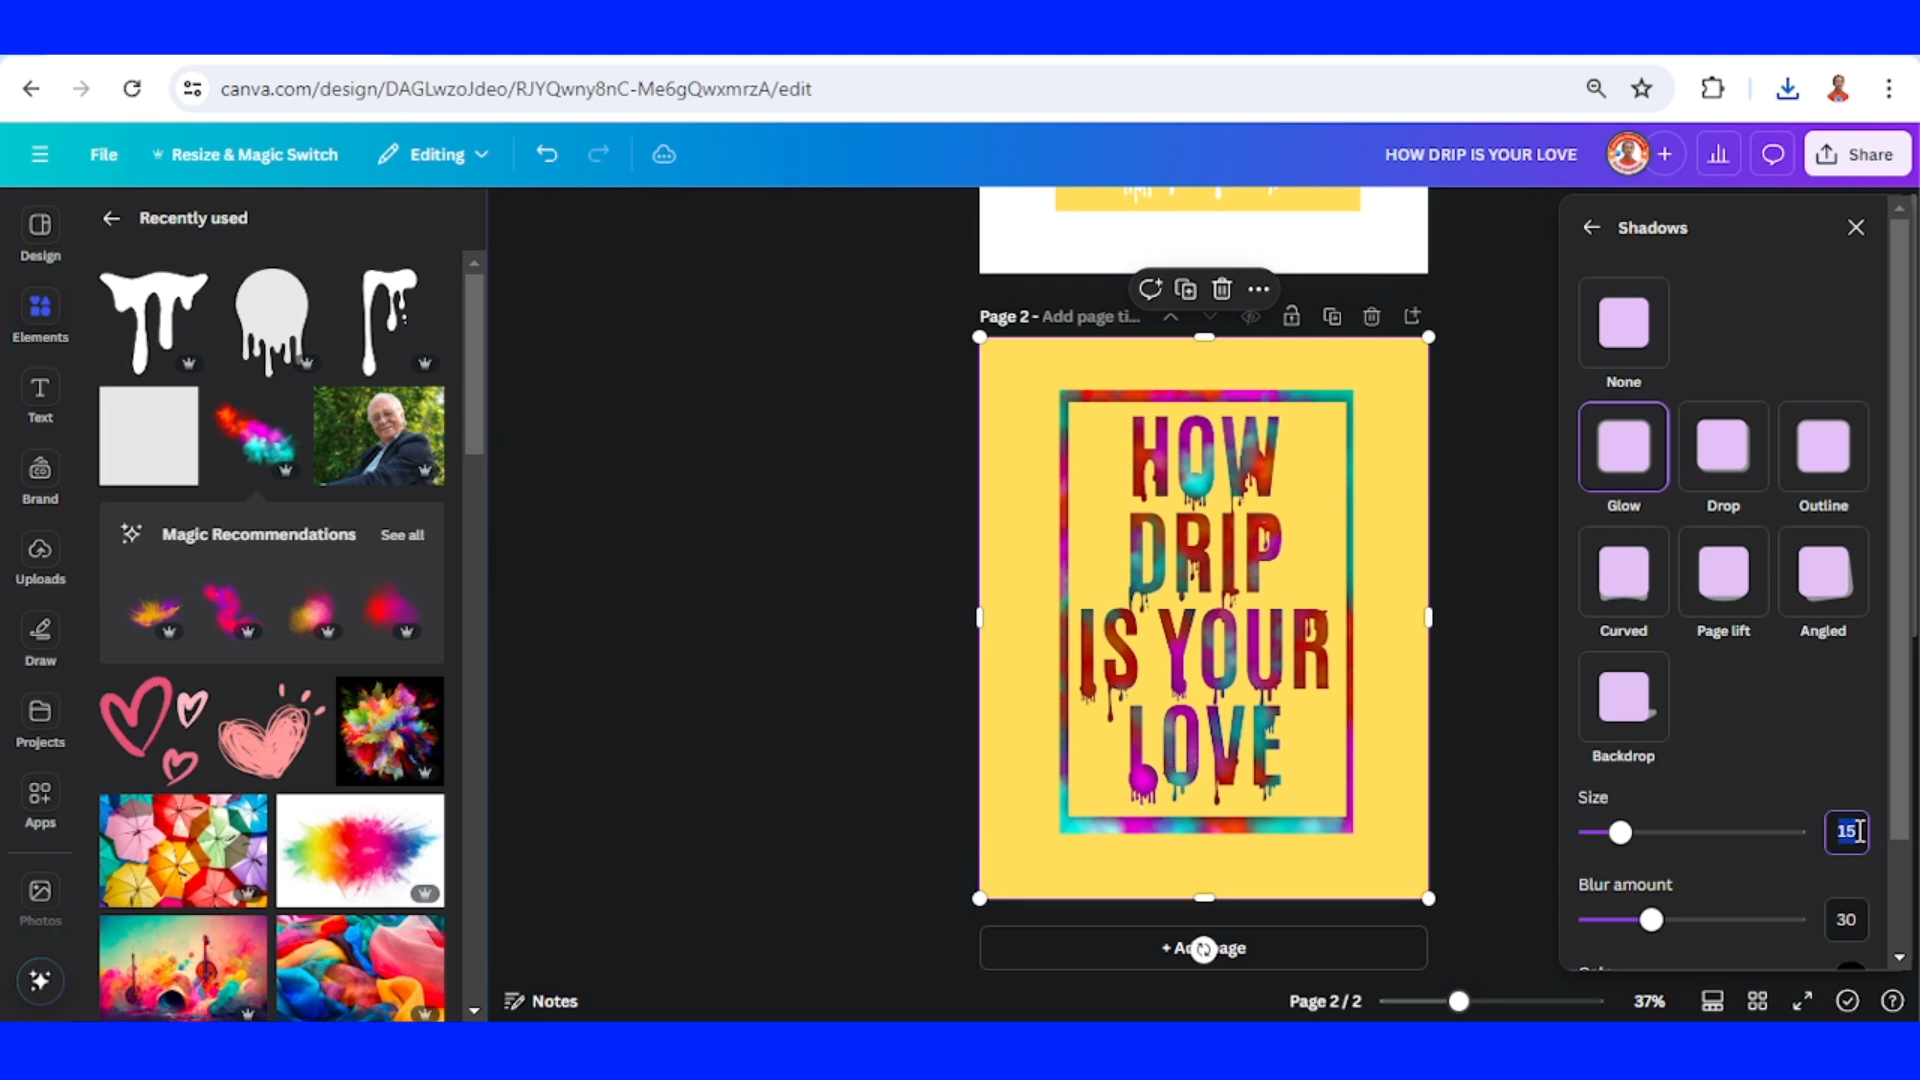 canva.com/design/DAGLwzoJdeo/RJYQwny8nC-Me6gQwxmrzA/edit
File
Resize & Magic Switch
Editing
HOW DRIP IS YOUR LOVE
Share
Design
Elements
Text
Brand
Uploads
Draw
Projects
Apps
Photos
Recently used
Magic Recommendations
See all
Page 2 - Add page ti...
HOW
DRIP
IS YOUR
LOVE
+ Add page
Notes
Page 2 / 2
37%
Shadows
None
Glow
Drop
Outline
Curved
Page lift
Angled
Backdrop
Size
15
Blur amount
30